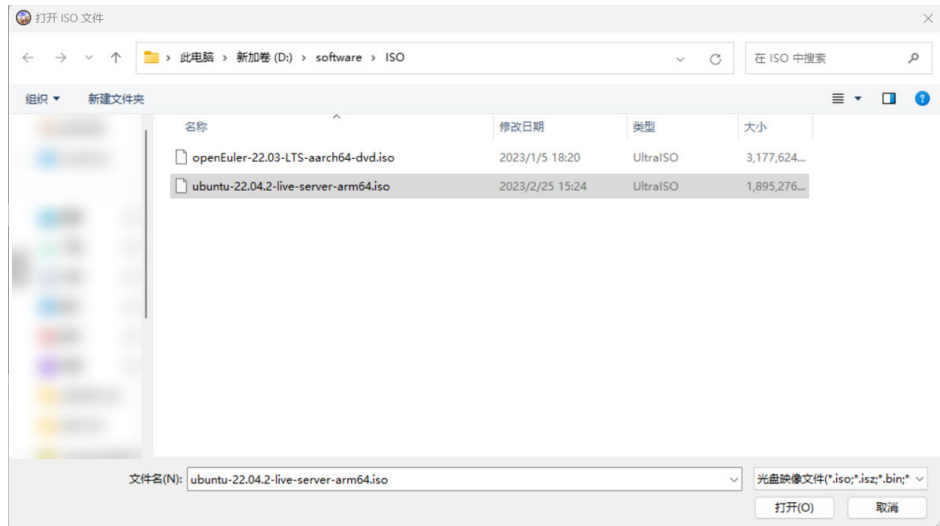 打开 ISO 文件
此电脑 › 新加卷 (D:) › software › ISO
在 ISO 中搜索
组织 新建文件夹
名称 修改日期 类型 大小
openEuler-22.03-LTS-aarch64-dvd.iso 2023/1/5 18:20 UltraISO 3,177,624...
ubuntu-22.04.2-live-server-arm64.iso 2023/2/25 15:24 UltraISO 1,895,276...
文件名(N): ubuntu-22.04.2-live-server-arm64.iso 光盘映像文件(*.iso;*.isz;*.bin;*
打开(O) 取消